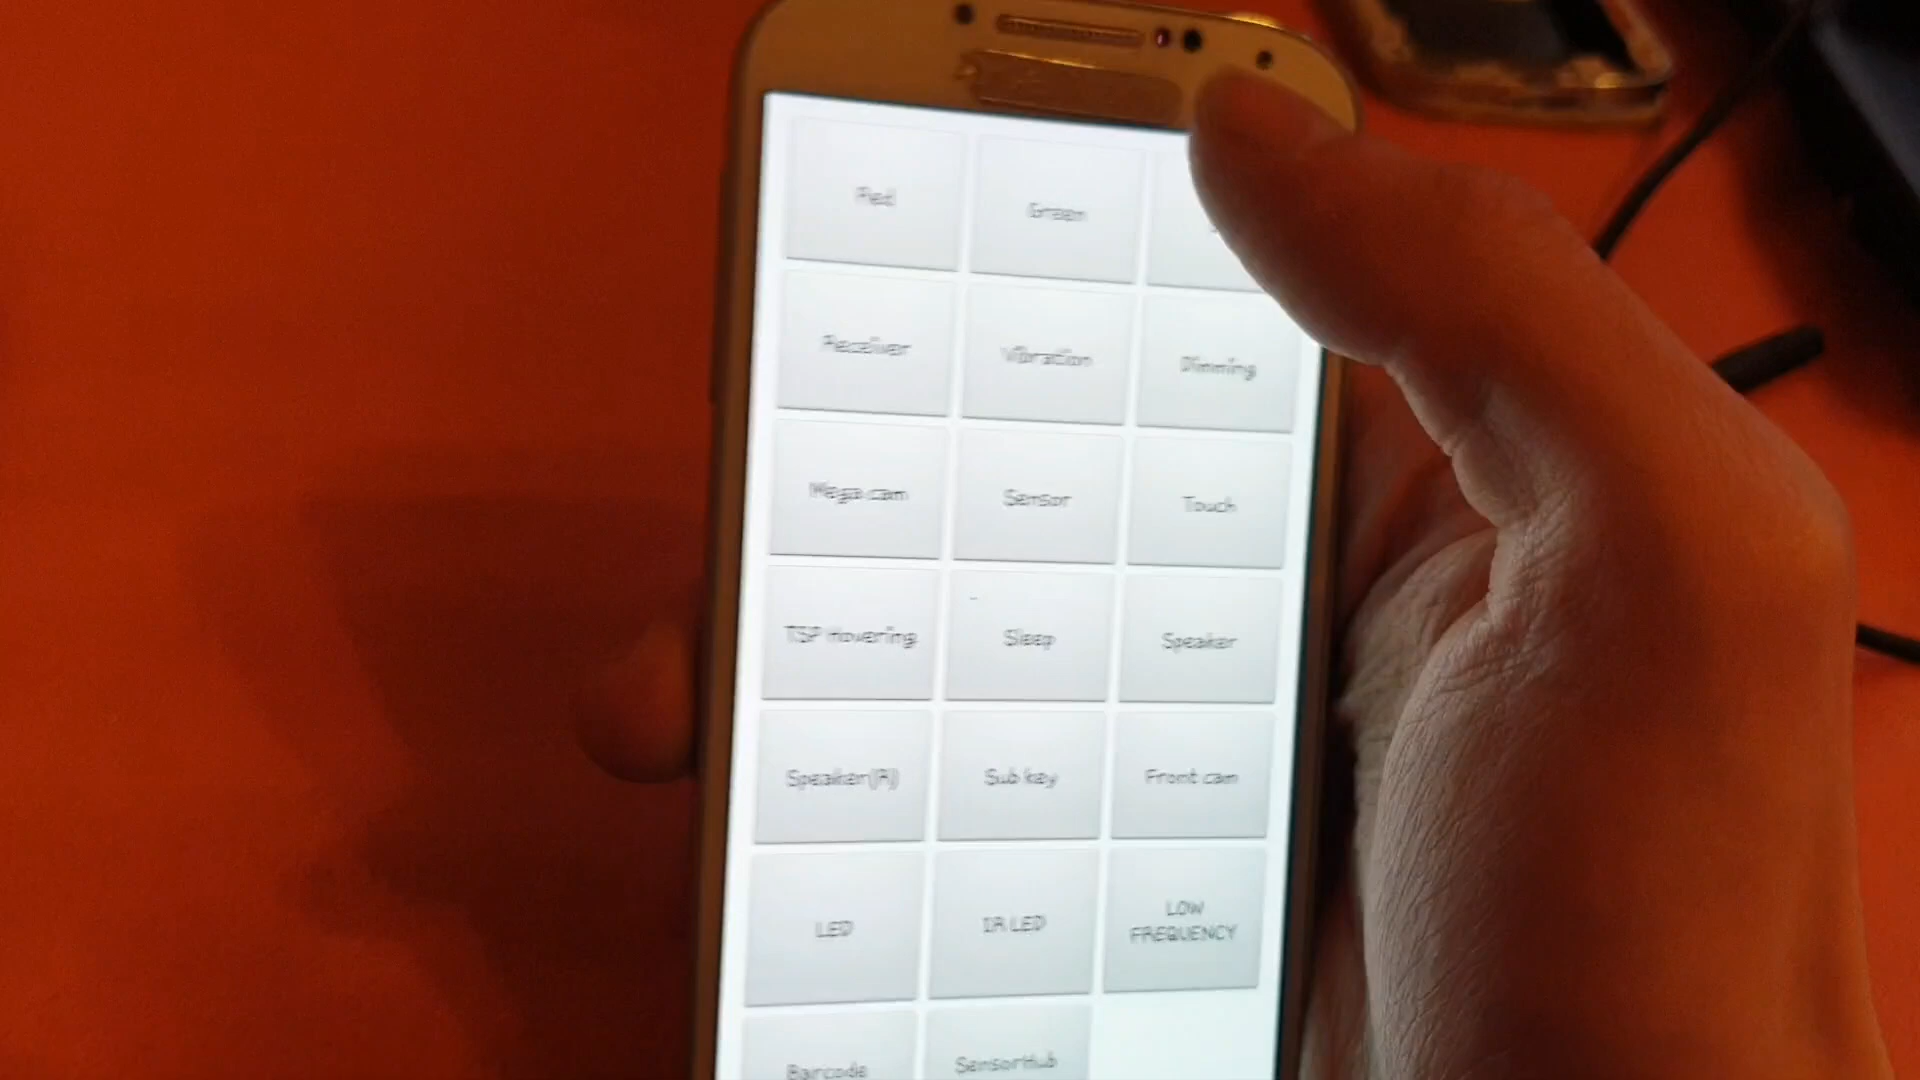 Red
Green
Receiver
Vibration
Dimming
Mega cam
Sensor
Touch
TSP Hovering
Sleep
Speaker
Speaker(R)
Sub key
Front cam
LED
IR LED
LOW
FREQUENCY
Barcode
SensorHub